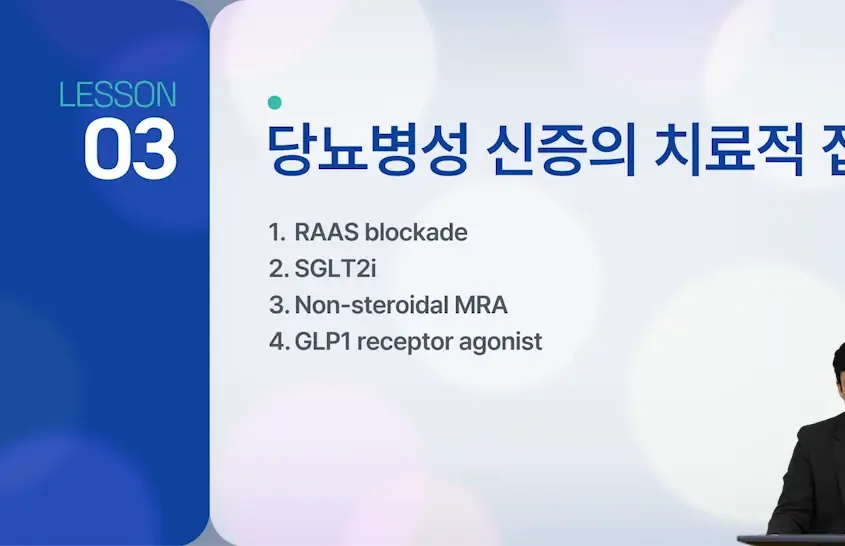 LESSON
03
당뇨병성 신증의 치료적
1. RAAS blockade
2. SGLT2i
3. Non-steroidal MRA
4. GLP1 receptor agonist